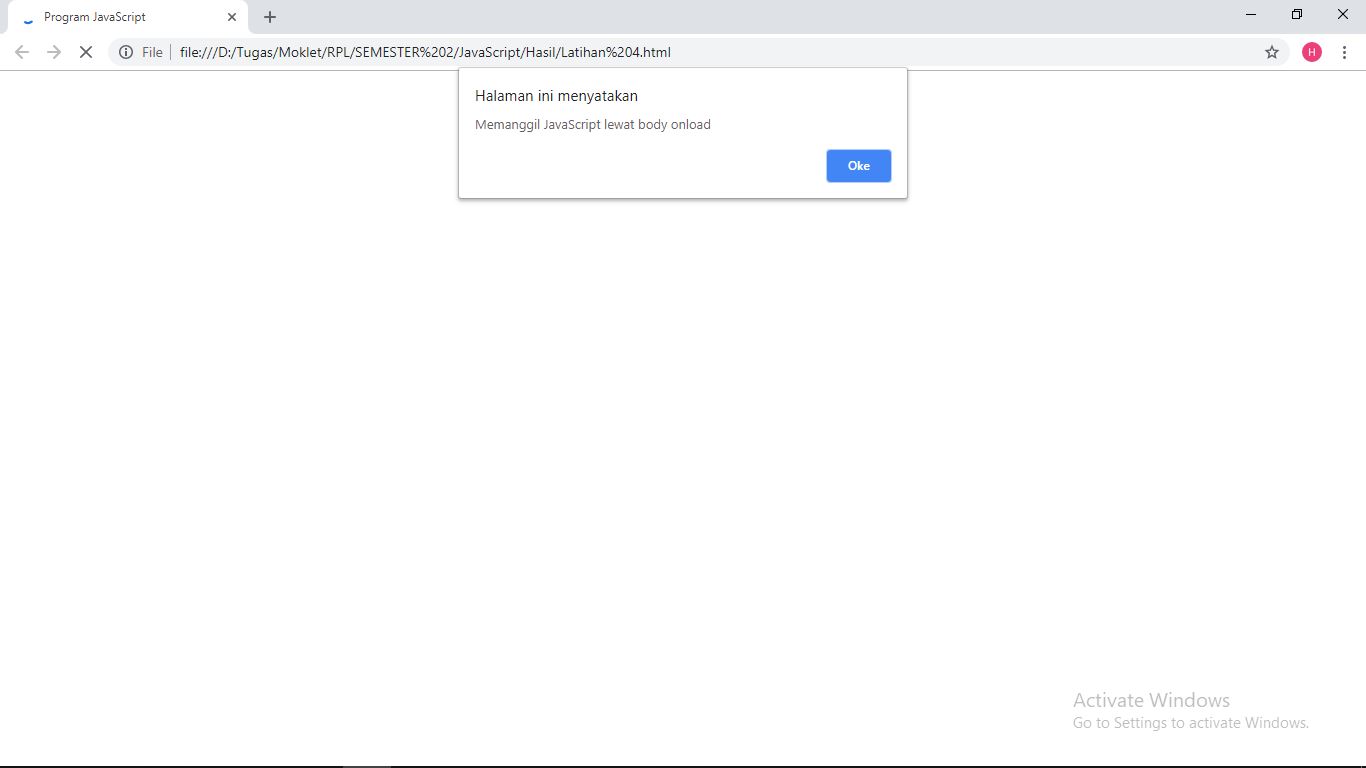 Program JavaScript
File file:///D:/Tugas/Moklet/RPL/SEMESTER%202/JavaScript/Hasil/Latihan%204.html
H
Halaman ini menyatakan
Memanggil JavaScript lewat body onload
Oke
Activate Windows
Go to Settings to activate Windows.